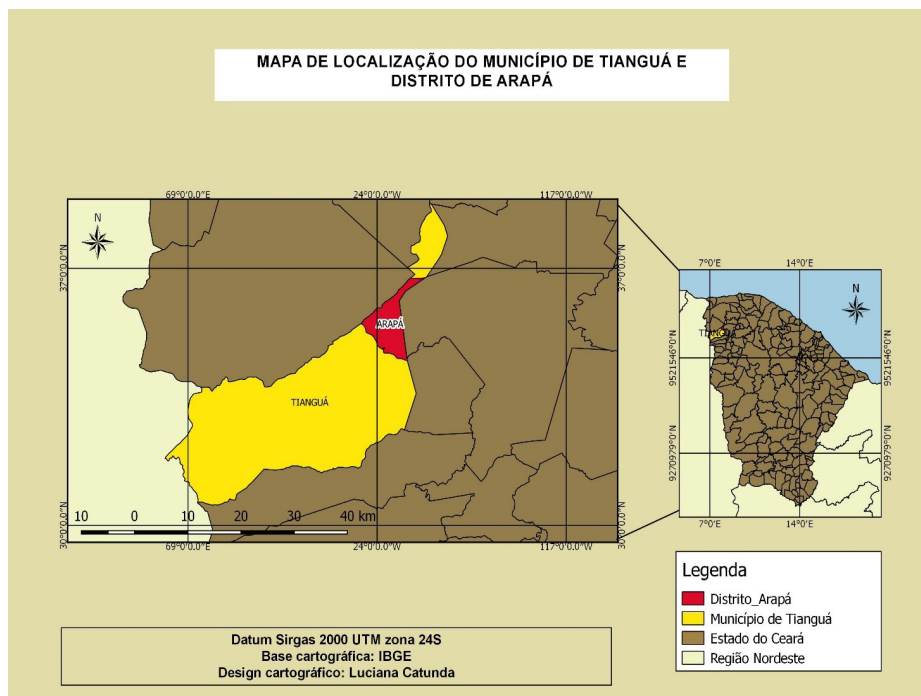 MAPA DE LOCALIZAÇÃO DO MUNICÍPIO DE TIANGUÁ E
DISTRITO DE ARAPÁ
69°0'0.0"E 24°0'0.0"W 117°0'0.0"E
N
37°0'0.0"N 37°0'0.0"N
ARAPÁ
TIANGUÁ
10 0 10 20 30 40 km
30°0'0.0"N 30°0'0.0"N
69°0'0.0"E 24°0'0.0"W 117°0'0.0"E
7°0'E 14°0'E
N
9521546°0'N 9521546°0'N
9270979°0'N 9270979°0'N
7°0'E 14°0'E
Legenda
Distrito_Arapá
Município de Tianguá
Estado do Ceará
Região Nordeste
Datum Sirgas 2000 UTM zona 24S
Base cartográfica: IBGE
Design cartográfico: Luciana Catunda